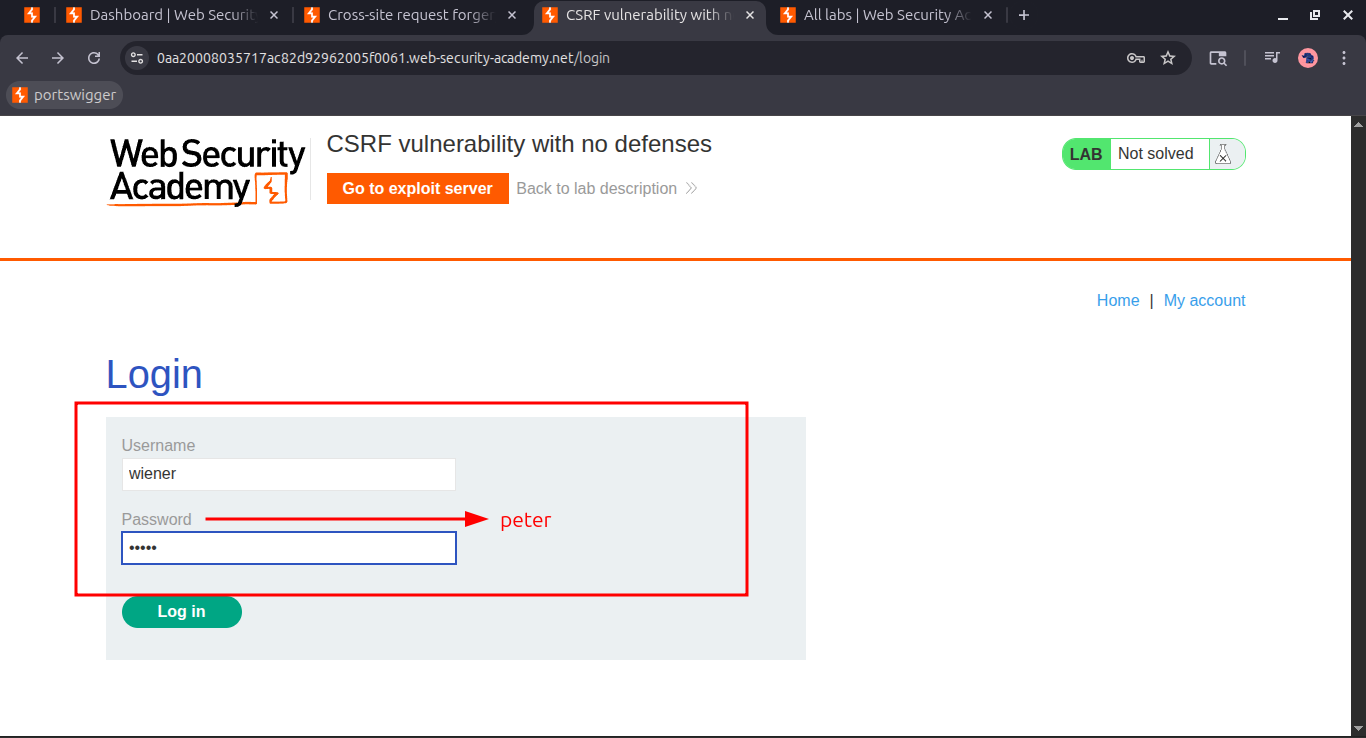 Dashboard | Web Securit
Cross-site request forger
CSRF vulnerability with n
All labs | Web Security Ac
0aa20008035717ac82d92962005f0061.web-security-academy.net/login
portswigger
Web Security
Academy
CSRF vulnerability with no defenses
Go to exploit server
Back to lab description
LAB
Not solved
Home | My account
Login
Username
wiener
Password
peter
•••••
Log in